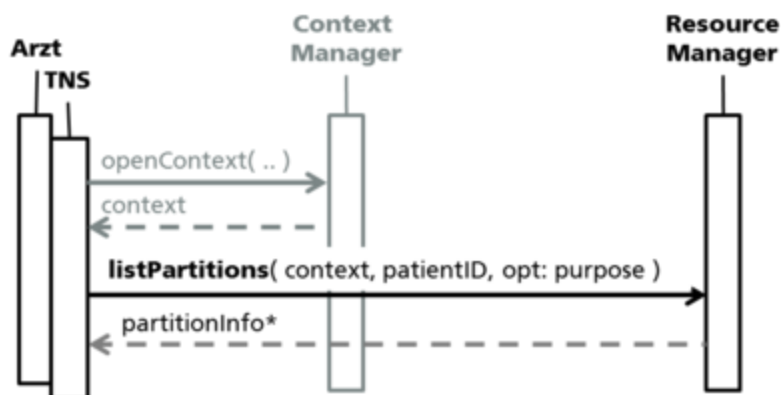 Arzt
TNS
Context
Manager
Resource
Manager
openContext( .. )
context
listPartitions( context, patientID, opt: purpose )
partitionInfo*